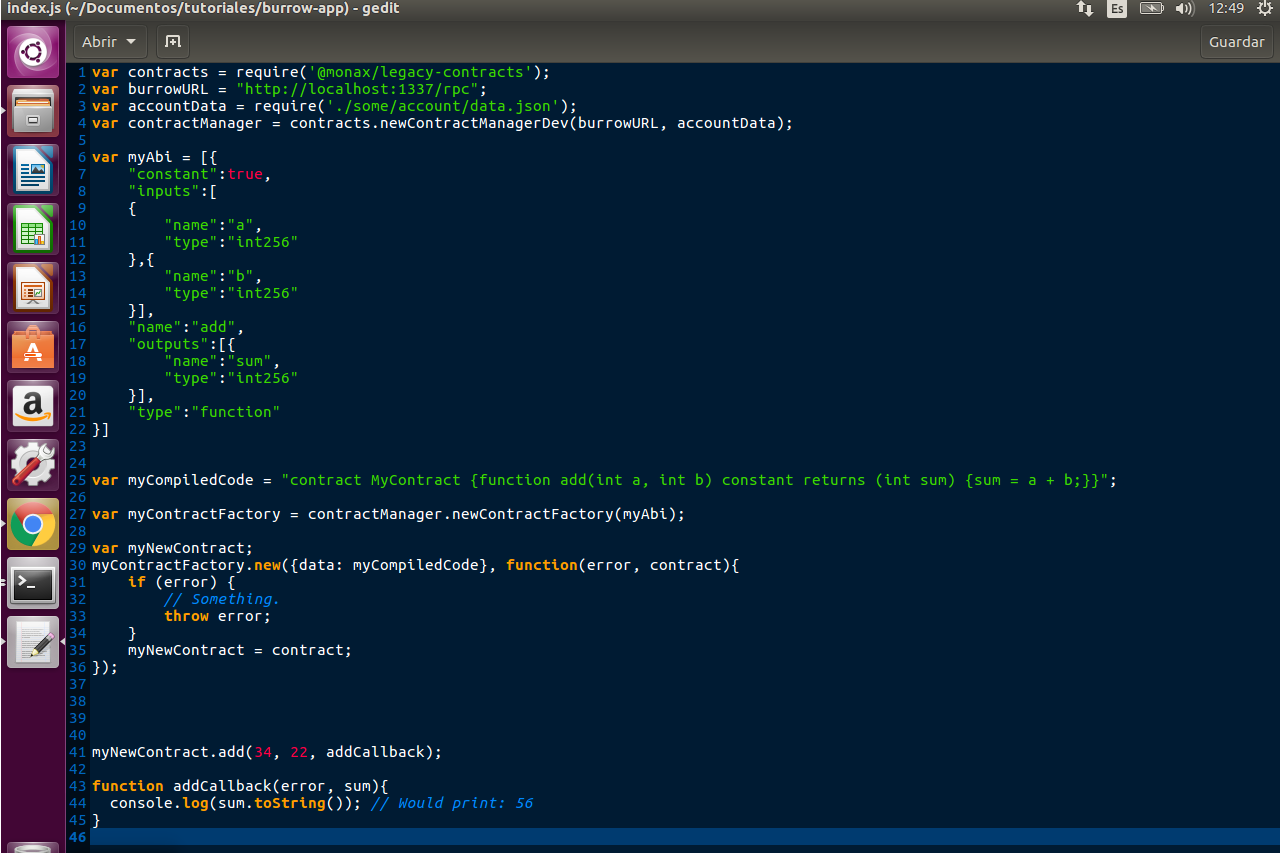 index.js (~/Documentos/tutoriales/burrow-app) - gedit
Es
12:49
Abrir
Guardar
1 var contracts = require('@monax/legacy-contracts');
2 var burrowURL = "http://localhost:1337/rpc";
3 var accountData = require('./some/account/data.json');
4 var contractManager = contracts.newContractManagerDev(burrowURL, accountData);
5
6 var myAbi = [{
7     "constant":true,
8     "inputs":[
9     {
10         "name":"a",
11         "type":"int256"
12     },{
13         "name":"b",
14         "type":"int256"
15     }],
16     "name":"add",
17     "outputs":[{
18         "name":"sum",
19         "type":"int256"
20     }],
21     "type":"function"
22 }]
23
24
25 var myCompiledCode = "contract MyContract {function add(int a, int b) constant returns (int sum) {sum = a + b;}}";
26
27 var myContractFactory = contractManager.newContractFactory(myAbi);
28
29 var myNewContract;
30 myContractFactory.new({data: myCompiledCode}, function(error, contract){
31     if (error) {
32         // Something.
33         throw error;
34     }
35     myNewContract = contract;
36 });
37
38
39
40
41 myNewContract.add(34, 22, addCallback);
42
43 function addCallback(error, sum){
44   console.log(sum.toString()); // Would print: 56
45 }
46